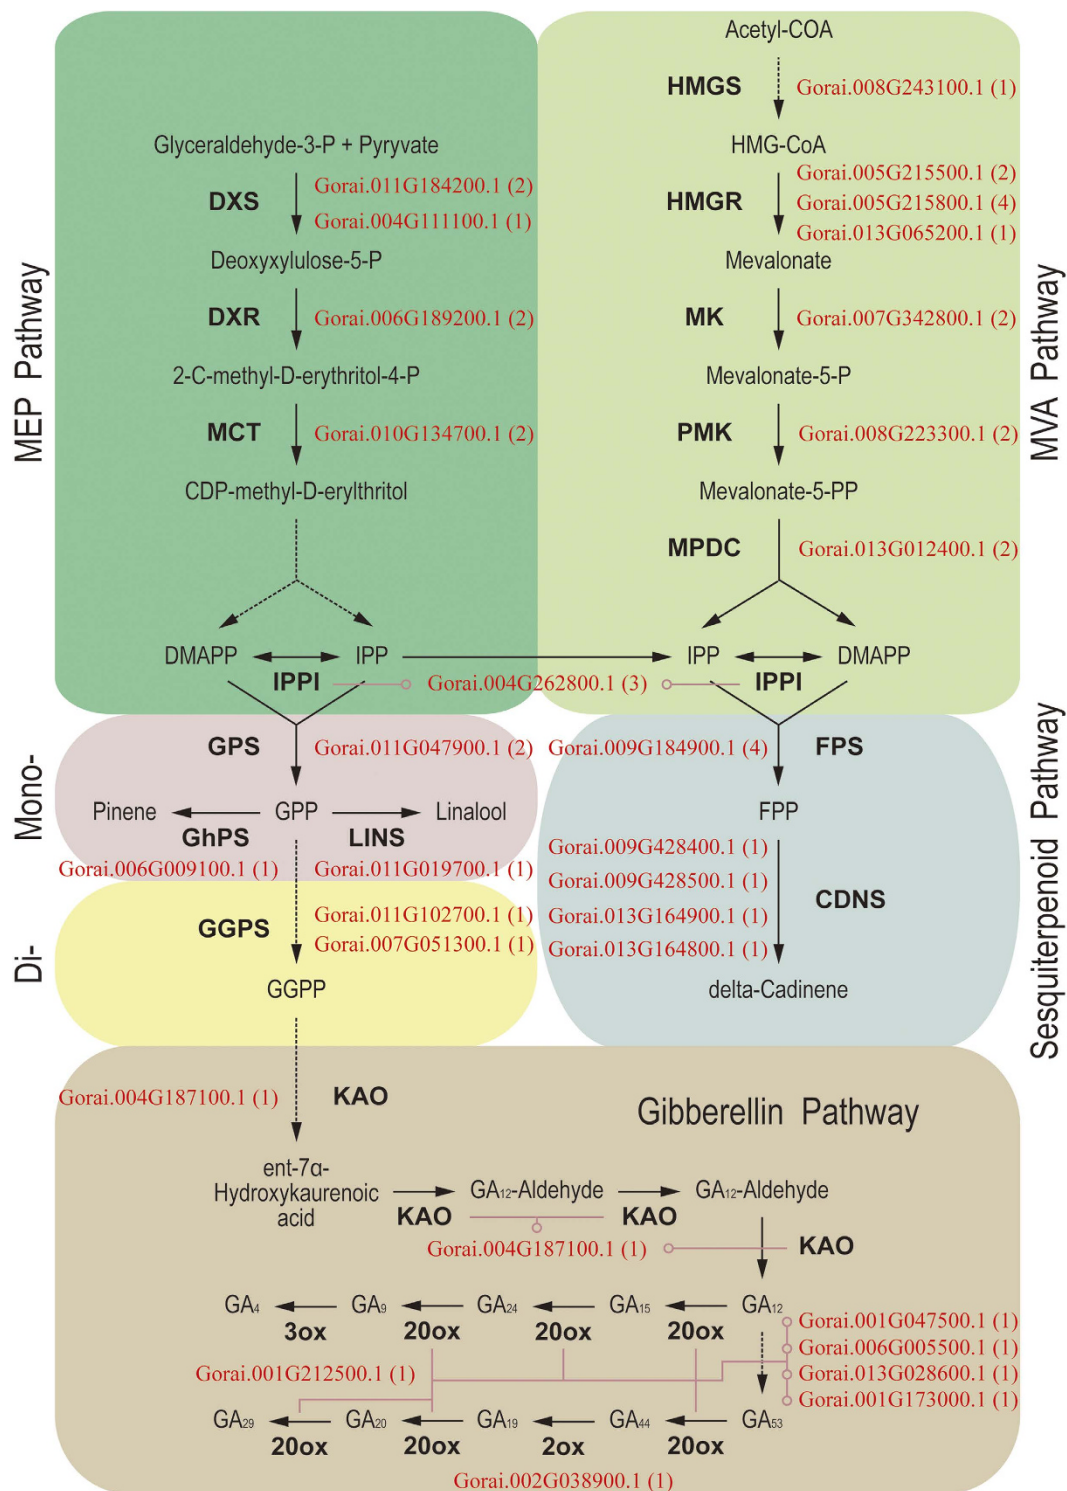 Acetyl-COA
HMGS
Gorai.008G243100.1 (1)
Glyceraldehyde-3-P + Pyryvate
HMG-CoA
DXS
Gorai.011G184200.1 (2)
Gorai.004G111100.1 (1)
HMGR
Gorai.005G215500.1 (2)
Gorai.005G215800.1 (4)
Gorai.013G065200.1 (1)
Deoxyxylulose-5-P
Mevalonate
MEP Pathway
MVA Pathway
DXR
Gorai.006G189200.1 (2)
MK
Gorai.007G342800.1 (2)
2-C-methyl-D-erythritol-4-P
Mevalonate-5-P
MCT
Gorai.010G134700.1 (2)
PMK
Gorai.008G223300.1 (2)
CDP-methyl-D-erylthritol
Mevalonate-5-PP
MPDC
Gorai.013G012400.1 (2)
DMAPP
IPP
IPP
DMAPP
IPPI
Gorai.004G262800.1 (3)
IPPI
Mono-
Sesquiterpenoid Pathway
GPS
Gorai.011G047900.1 (2)
Gorai.009G184900.1 (4)
FPS
Pinene
GPP
Linalool
FPP
GhPS
LINS
Gorai.006G009100.1 (1)
Gorai.011G019700.1 (1)
Gorai.009G428400.1 (1)
Gorai.009G428500.1 (1)
Gorai.013G164900.1 (1)
Gorai.013G164800.1 (1)
CDNS
Di-
GGPS
Gorai.011G102700.1 (1)
Gorai.007G051300.1 (1)
GGPP
delta-Cadinene
Gorai.004G187100.1 (1)
KAO
Gibberellin Pathway
ent-7α-
Hydroxykaurenoic
acid
GA12-Aldehyde
GA12-Aldehyde
KAO
KAO
Gorai.004G187100.1 (1)
KAO
GA4
GA9
GA24
GA15
GA12
3ox
20ox
20ox
20ox
Gorai.001G047500.1 (1)
Gorai.006G005500.1 (1)
Gorai.013G028600.1 (1)
Gorai.001G173000.1 (1)
Gorai.001G212500.1 (1)
GA29
GA20
GA19
GA44
GA53
20ox
20ox
2ox
20ox
Gorai.002G038900.1 (1)